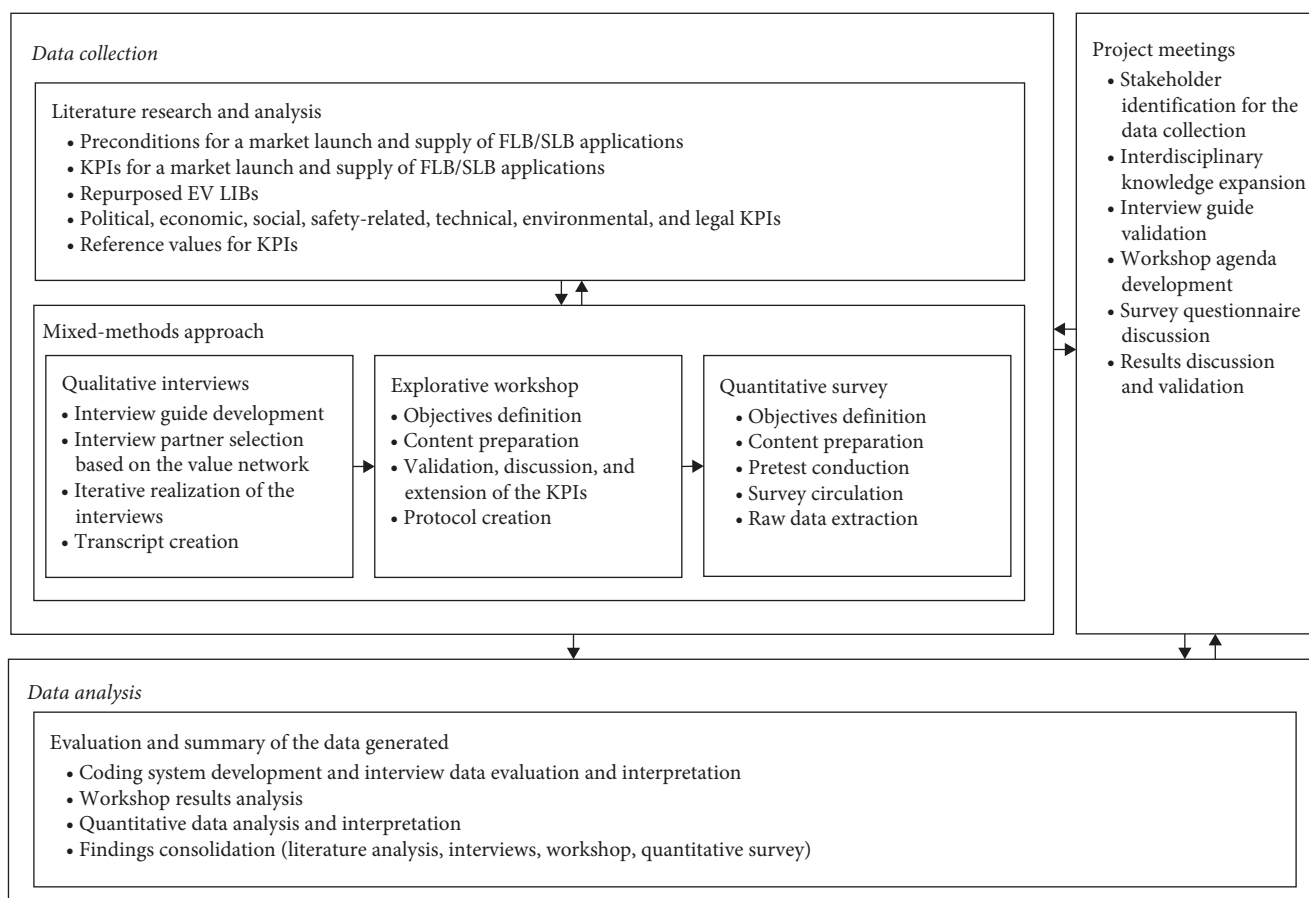 Data collection
Literature research and analysis
• Preconditions for a market launch and supply of FLB/SLB applications
• KPIs for a market launch and supply of FLB/SLB applications
• Repurposed EV LIBs
• Political, economic, social, safety-related, technical, environmental, and legal KPIs
• Reference values for KPIs
Mixed-methods approach
Qualitative interviews
• Interview guide development
• Interview partner selection
based on the value network
• Iterative realization of the
interviews
• Transcript creation
Explorative workshop
• Objectives definition
• Content preparation
• Validation, discussion, and
extension of the KPIs
• Protocol creation
Quantitative survey
• Objectives definition
• Content preparation
• Pretest conduction
• Survey circulation
• Raw data extraction
Project meetings
• Stakeholder
identification for the
data collection
• Interdisciplinary
knowledge expansion
• Interview guide
validation
• Workshop agenda
development
• Survey questionnaire
discussion
• Results discussion
and validation
Data analysis
Evaluation and summary of the data generated
• Coding system development and interview data evaluation and interpretation
• Workshop results analysis
• Quantitative data analysis and interpretation
• Findings consolidation (literature analysis, interviews, workshop, quantitative survey)